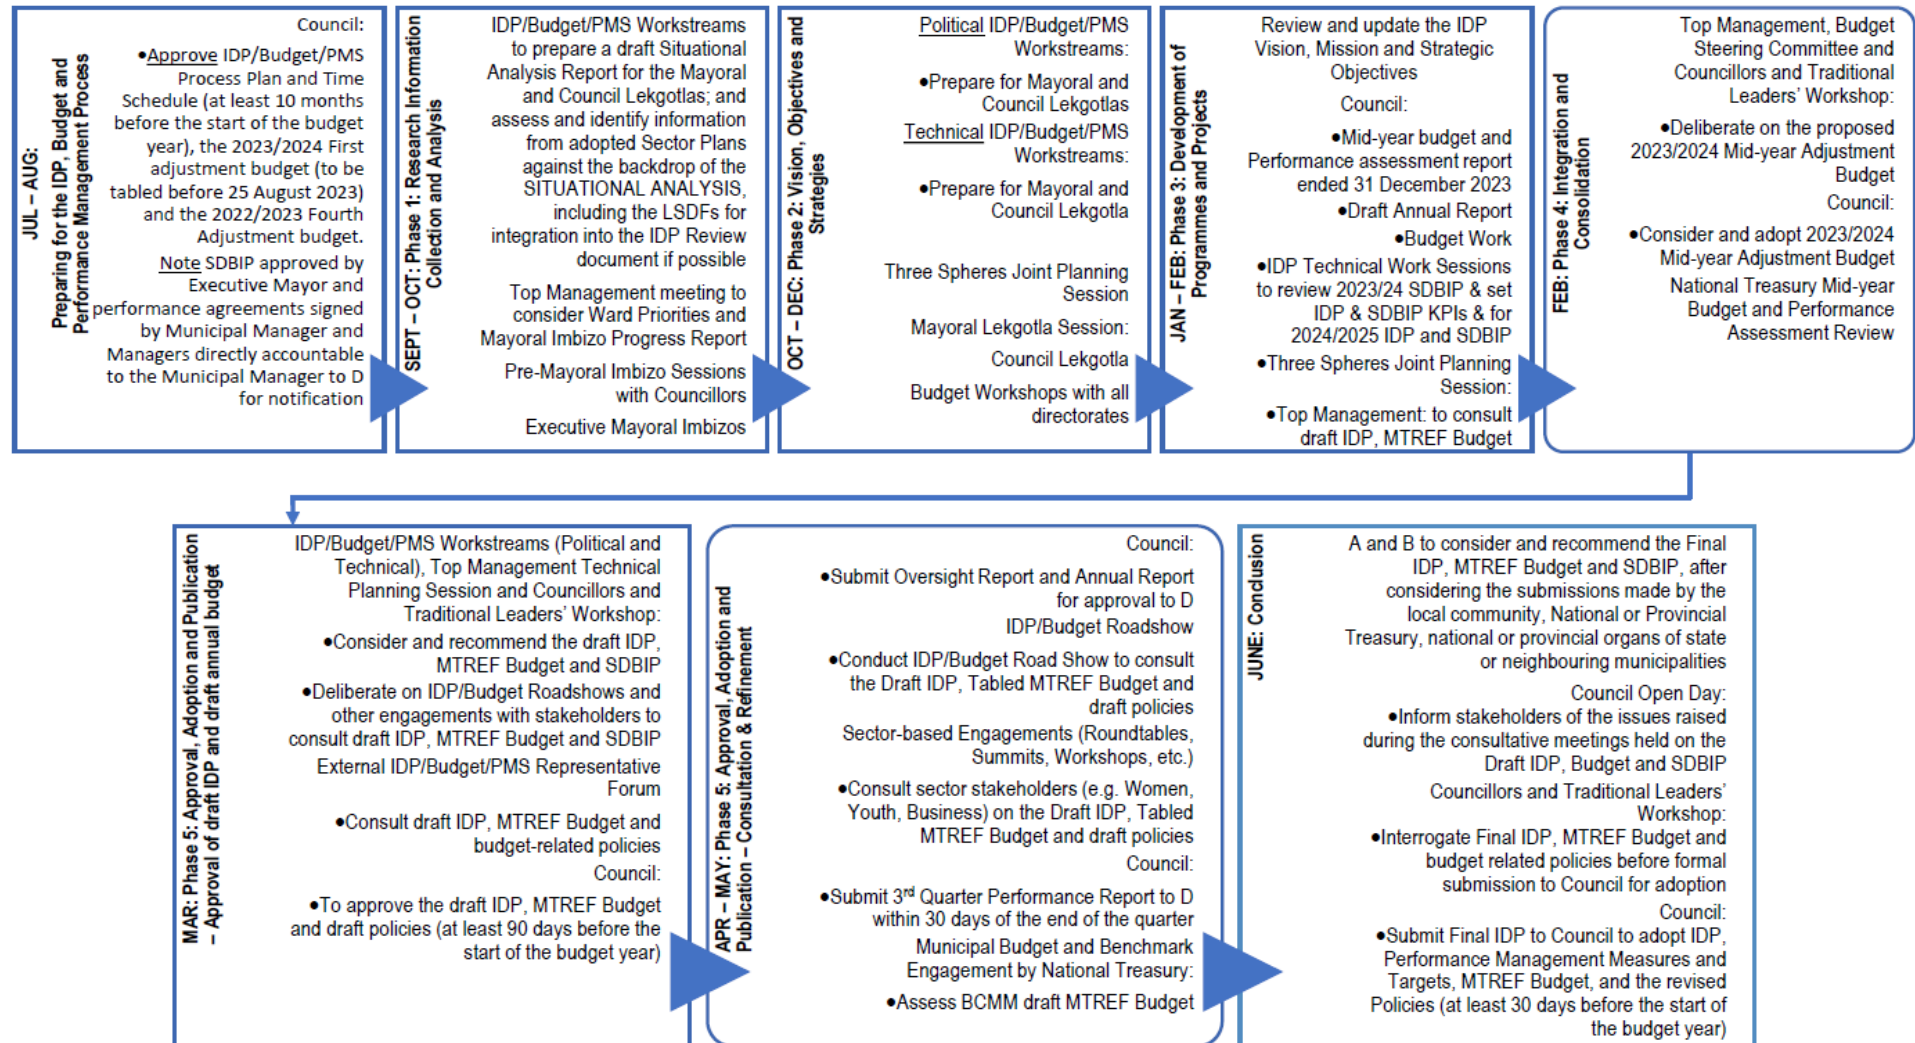 JUL – AUG:
Preparing for the IDP, Budget and
Performance Management Process
Council:
•Approve IDP/Budget/PMS
Process Plan and Time
Schedule (at least 10 months
before the start of the budget
year), the 2023/2024 First
adjustment budget (to be
tabled before 25 August 2023)
and the 2022/2023 Fourth
Adjustment budget.
Note SDBIP approved by
Executive Mayor and
performance agreements signed
by Municipal Manager and
Managers directly accountable
to the Municipal Manager to D
for notification
SEPT – OCT: Phase 1: Research Information
Collection and Analysis
IDP/Budget/PMS Workstreams
to prepare a draft Situational
Analysis Report for the Mayoral
and Council Lekgotlas; and
assess and identify information
from adopted Sector Plans
against the backdrop of the
SITUATIONAL ANALYSIS,
including the LSDFs for
integration into the IDP Review
document if possible
Top Management meeting to
consider Ward Priorities and
Mayoral Imbizo Progress Report
Pre-Mayoral Imbizo Sessions
with Councillors
Executive Mayoral Imbizos
OCT – DEC: Phase 2: Vision, Objectives and
Strategies
Political IDP/Budget/PMS
Workstreams:
•Prepare for Mayoral and
Council Lekgotlas
Technical IDP/Budget/PMS
Workstreams:
•Prepare for Mayoral and
Council Lekgotla
Three Spheres Joint Planning
Session
Mayoral Lekgotla Session:
Council Lekgotla
Budget Workshops with all
directorates
JAN – FEB: Phase 3: Development of
Programmes and Projects
Review and update the IDP
Vision, Mission and Strategic
Objectives
Council:
•Mid-year budget and
Performance assessment report
ended 31 December 2023
•Draft Annual Report
•Budget Work
•IDP Technical Work Sessions
to review 2023/24 SDBIP & set
IDP & SDBIP KPIs & for
2024/2025 IDP and SDBIP
•Three Spheres Joint Planning
Session:
•Top Management: to consult
draft IDP, MTREF Budget
FEB: Phase 4: Integration and
Consolidation
Top Management, Budget
Steering Committee and
Councillors and Traditional
Leaders' Workshop:
•Deliberate on the proposed
2023/2024 Mid-year Adjustment
Budget
Council:
•Consider and adopt 2023/2024
Mid-year Adjustment Budget
National Treasury Mid-year
Budget and Performance
Assessment Review
MAR: Phase 5: Approval, Adoption and Publication
– Approval of draft IDP and draft annual budget
IDP/Budget/PMS Workstreams (Political and
Technical), Top Management Technical
Planning Session and Councillors and
Traditional Leaders' Workshop:
•Consider and recommend the draft IDP,
MTREF Budget and SDBIP
•Deliberate on IDP/Budget Roadshows and
other engagements with stakeholders to
consult draft IDP, MTREF Budget and SDBIP
External IDP/Budget/PMS Representative
Forum
•Consult draft IDP, MTREF Budget and
budget-related policies
Council:
•To approve the draft IDP, MTREF Budget
and draft policies (at least 90 days before the
start of the budget year)
APR – MAY: Phase 5: Approval, Adoption and
Publication – Consultation & Refinement
Council:
•Submit Oversight Report and Annual Report
for approval to D
IDP/Budget Roadshow
•Conduct IDP/Budget Road Show to consult
the Draft IDP, Tabled MTREF Budget and
draft policies
Sector-based Engagements (Roundtables,
Summits, Workshops, etc.)
•Consult sector stakeholders (e.g. Women,
Youth, Business) on the Draft IDP, Tabled
MTREF Budget and draft policies
Council:
•Submit 3rd Quarter Performance Report to D
within 30 days of the end of the quarter
Municipal Budget and Benchmark
Engagement by National Treasury:
•Assess BCMM draft MTREF Budget
JUNE: Conclusion
A and B to consider and recommend the Final
IDP, MTREF Budget and SDBIP, after
considering the submissions made by the
local community, National or Provincial
Treasury, national or provincial organs of state
or neighbouring municipalities
Council Open Day:
•Inform stakeholders of the issues raised
during the consultative meetings held on the
Draft IDP, Budget and SDBIP
Councillors and Traditional Leaders'
Workshop:
•Interrogate Final IDP, MTREF Budget and
budget related policies before formal
submission to Council for adoption
Council:
•Submit Final IDP to Council to adopt IDP,
Performance Management Measures and
Targets, MTREF Budget, and the revised
Policies (at least 30 days before the start of
the budget year)